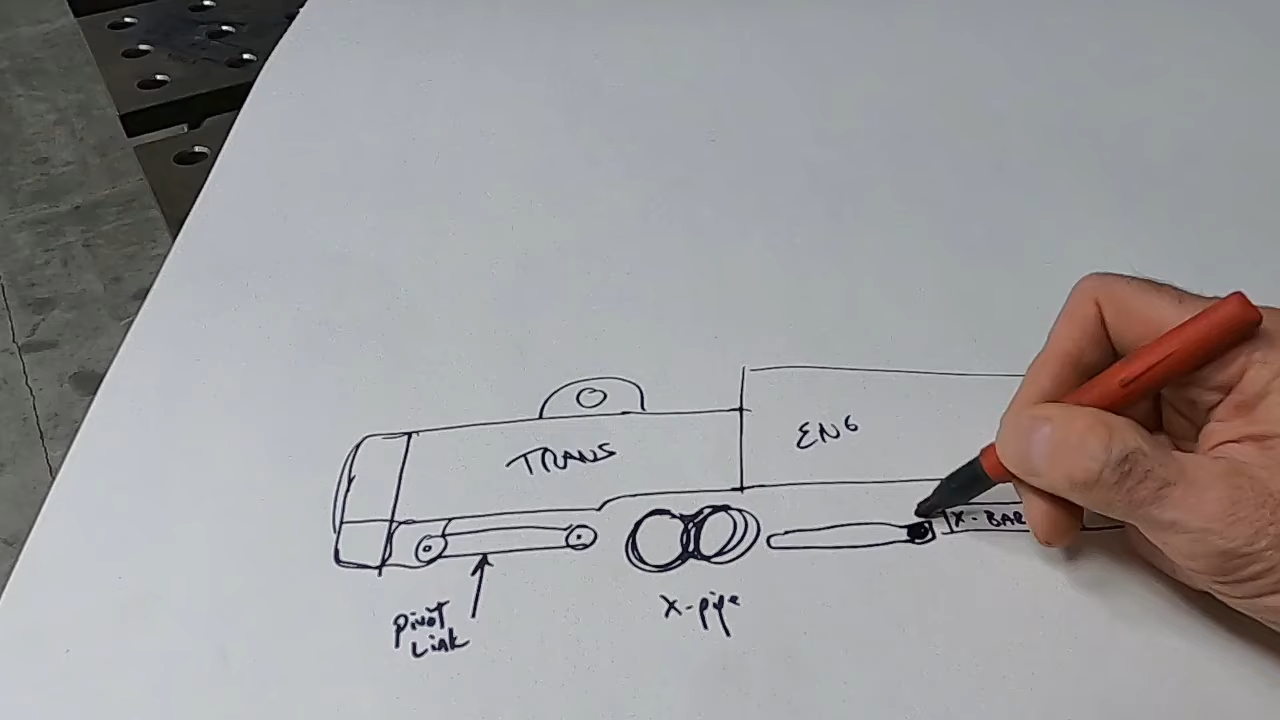 TRANS
ENG
X-BAR
pivot
Link
X-pipe